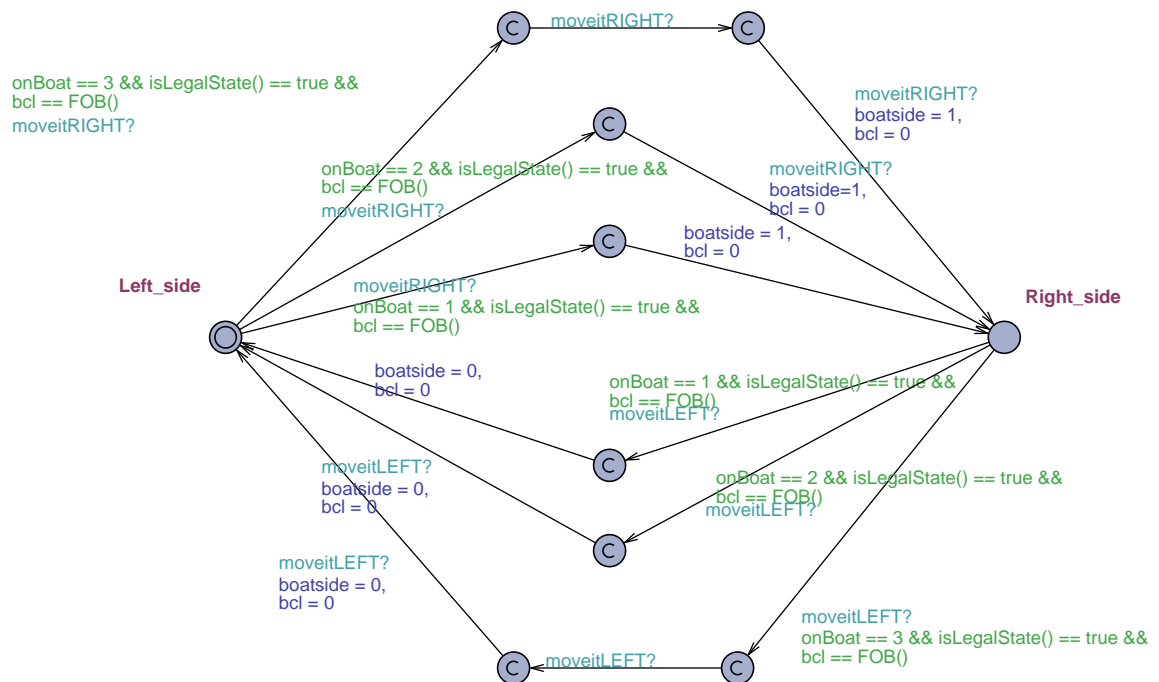 C
moveitRIGHT?
C
onBoat == 3 && isLegalState() == true &&
bcl == FOB()
moveitRIGHT?
moveitRIGHT?
boatside = 1,
bcl = 0
C
onBoat == 2 && isLegalState() == true &&
bcl == FOB()
moveitRIGHT?
moveitRIGHT?
boatside=1,
bcl = 0
C
boatside = 1,
bcl = 0
Left_side
moveitRIGHT?
onBoat == 1 && isLegalState() == true &&
bcl == FOB()
Right_side
boatside = 0,
bcl = 0
onBoat == 1 && isLegalState() == true &&
bcl == FOB()
moveitLEFT?
C
moveitLEFT?
boatside = 0,
bcl = 0
onBoat == 2 && isLegalState() == true &&
bcl == FOB()
moveitLEFT?
C
moveitLEFT?
boatside = 0,
bcl = 0
moveitLEFT?
onBoat == 3 && isLegalState() == true &&
bcl == FOB()
C
moveitLEFT?
C